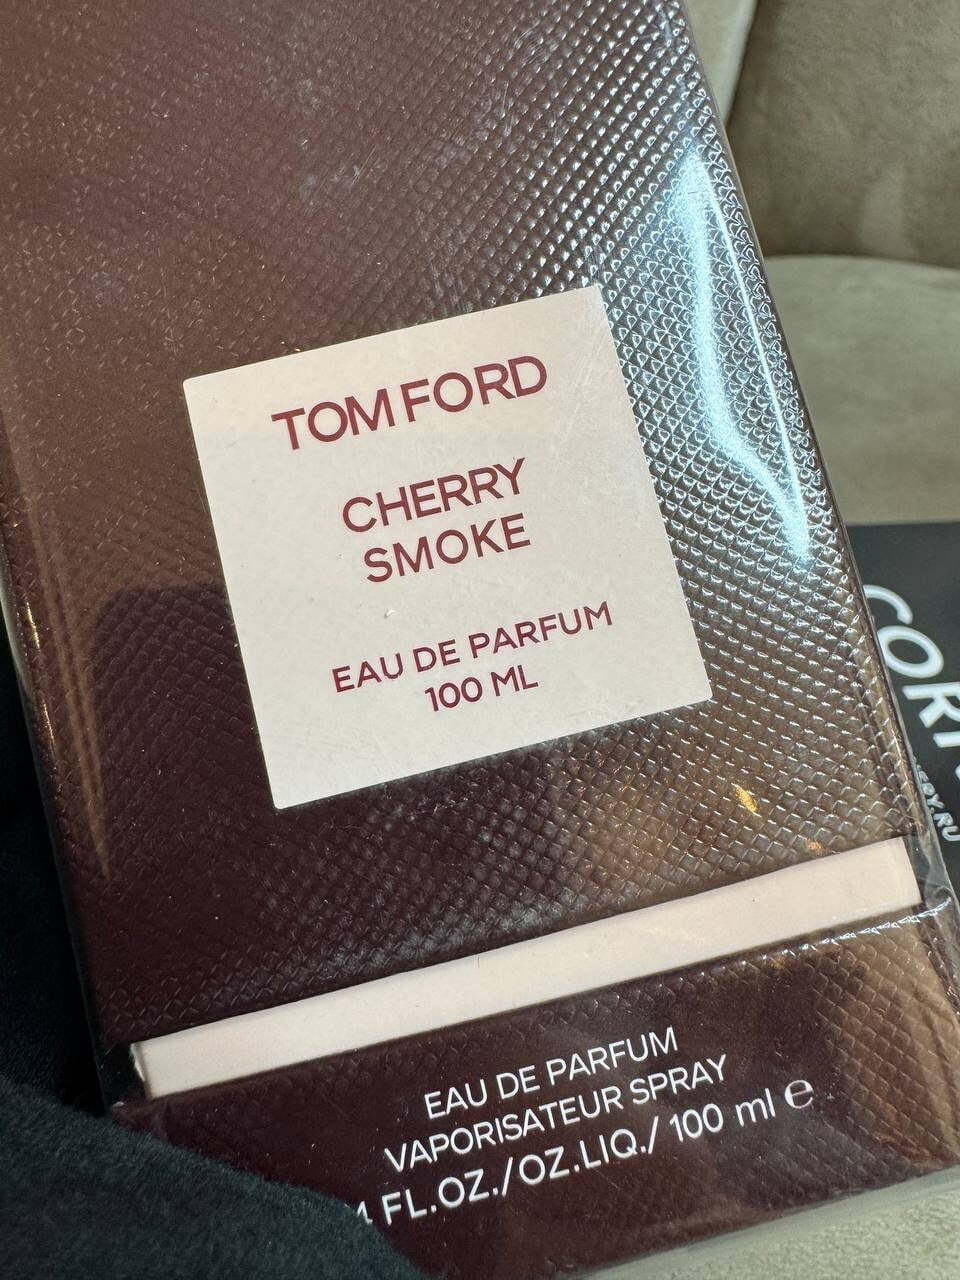 TOM FORD
CHERRY
SMOKE
EAU DE PARFUM
100 ML
EAU DE PARFUM
VAPORISATEUR SPRAY
4 FL.OZ./OZ.LIQ./ 100 ml ℮